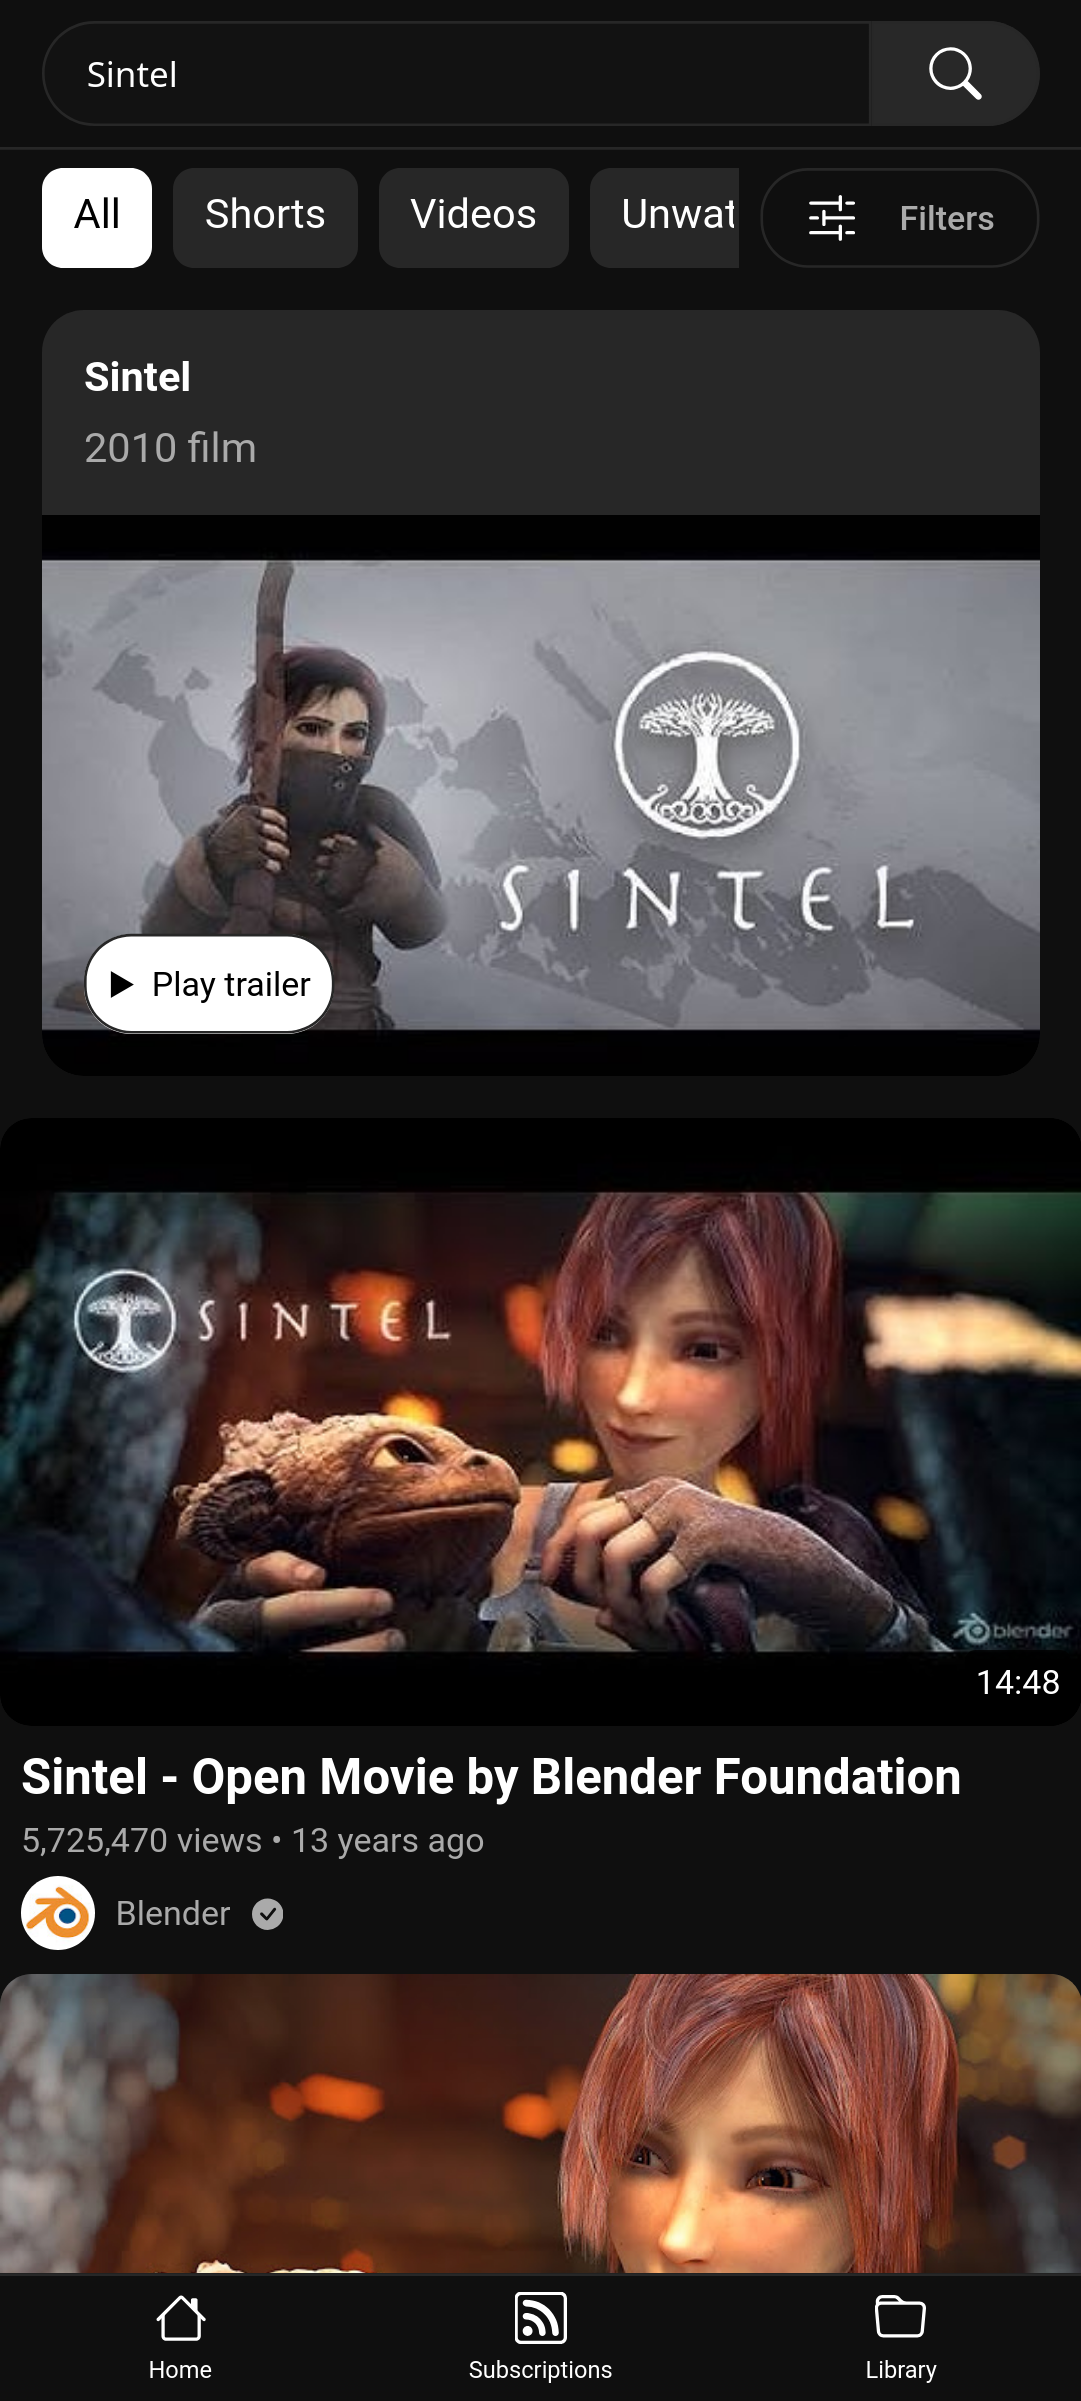 Sintel
All Shorts Videos Unwat Filters
Sintel
2010 film
SINTEL
Play trailer
SINTEL
blender
14:48
Sintel - Open Movie by Blender Foundation
5,725,470 views • 13 years ago
Blender
Home Subscriptions Library